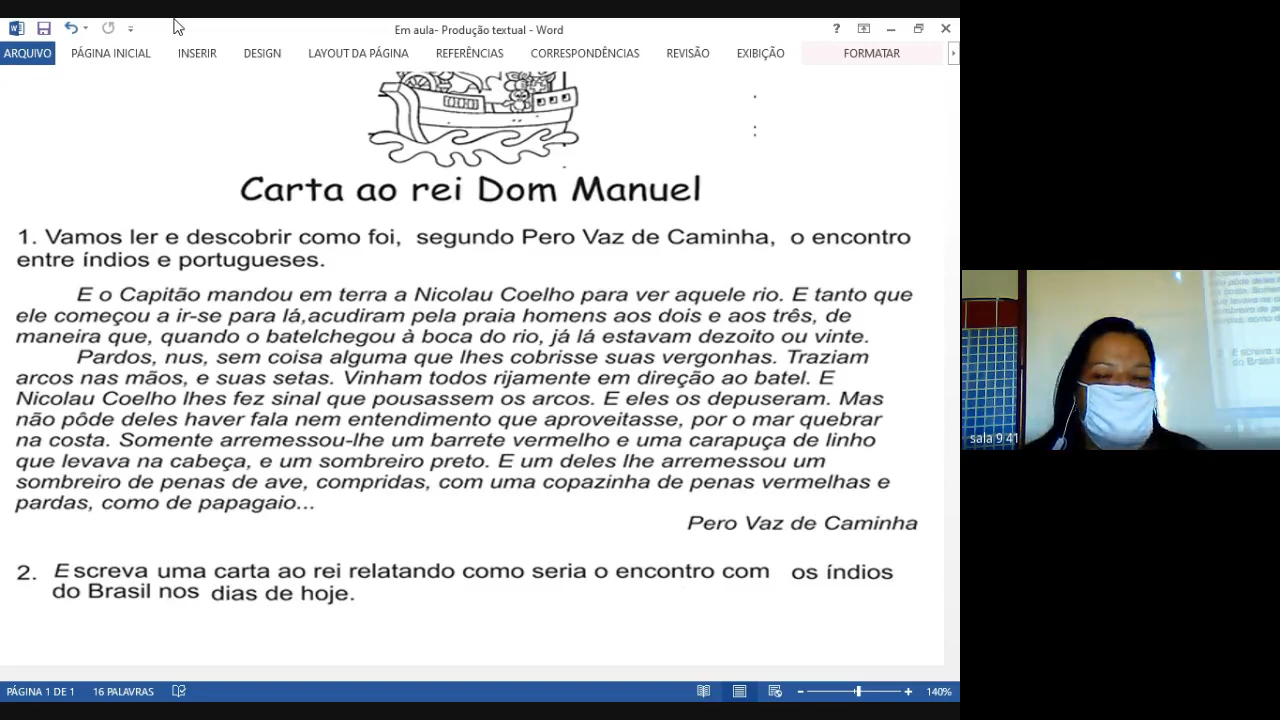 Em aula- Produção textual - Word
ARQUIVO PÁGINA INICIAL INSERIR DESIGN LAYOUT DA PÁGINA REFERÊNCIAS CORRESPONDÊNCIAS REVISÃO EXIBIÇÃO FORMATAR
Carta ao rei Dom Manuel
1. Vamos ler e descobrir como foi, segundo Pero Vaz de Caminha, o encontro
entre índios e portugueses.
E o Capitão mandou em terra a Nicolau Coelho para ver aquele rio. E tanto que
ele começou a ir-se para lá,acudiram pela praia homens aos dois e aos três, de
maneira que, quando o batelchegou à boca do rio, já lá estavam dezoito ou vinte.
Pardos, nus, sem coisa alguma que lhes cobrisse suas vergonhas. Traziam
arcos nas mãos, e suas setas. Vinham todos rijamente em direção ao batel. E
Nicolau Coelho lhes fez sinal que pousassem os arcos. E eles os depuseram. Mas
não pôde deles haver fala nem entendimento que aproveitasse, por o mar quebrar
na costa. Somente arremessou-lhe um barrete vermelho e uma carapuça de linho
que levava na cabeça, e um sombreiro preto. E um deles lhe arremessou um
sombreiro de penas de ave, compridas, com uma copazinha de penas vermelhas e
pardas, como de papagaio...
Pero Vaz de Caminha
2. Escreva uma carta ao rei relatando como seria o encontro com os índios
do Brasil nos dias de hoje.
sala 9 41
PÁGINA 1 DE 1 16 PALAVRAS 140%